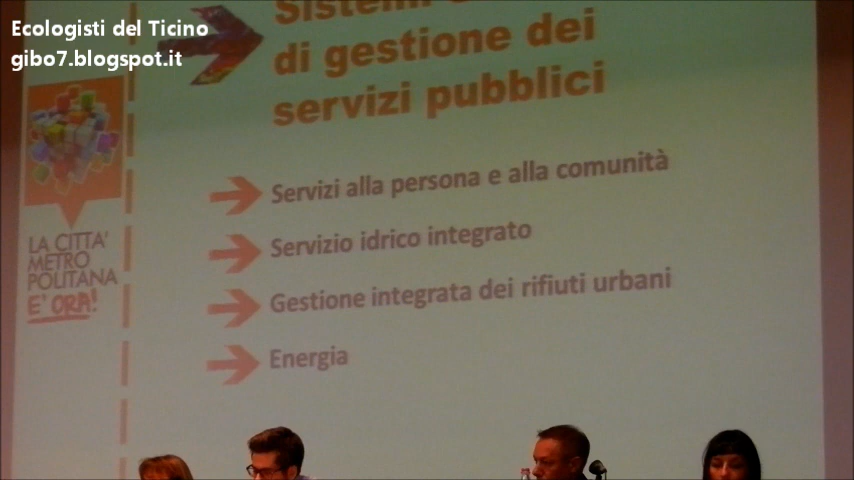 Ecologisti del Ticino
gibo7.blogspot.it
di gestione dei
servizi pubblici
Servizi alla persona e alla comunità
Servizio idrico integrato
Gestione integrata dei rifiuti urbani
Energia
LA CITTA'
METRO
POLITANA
E' ORA!